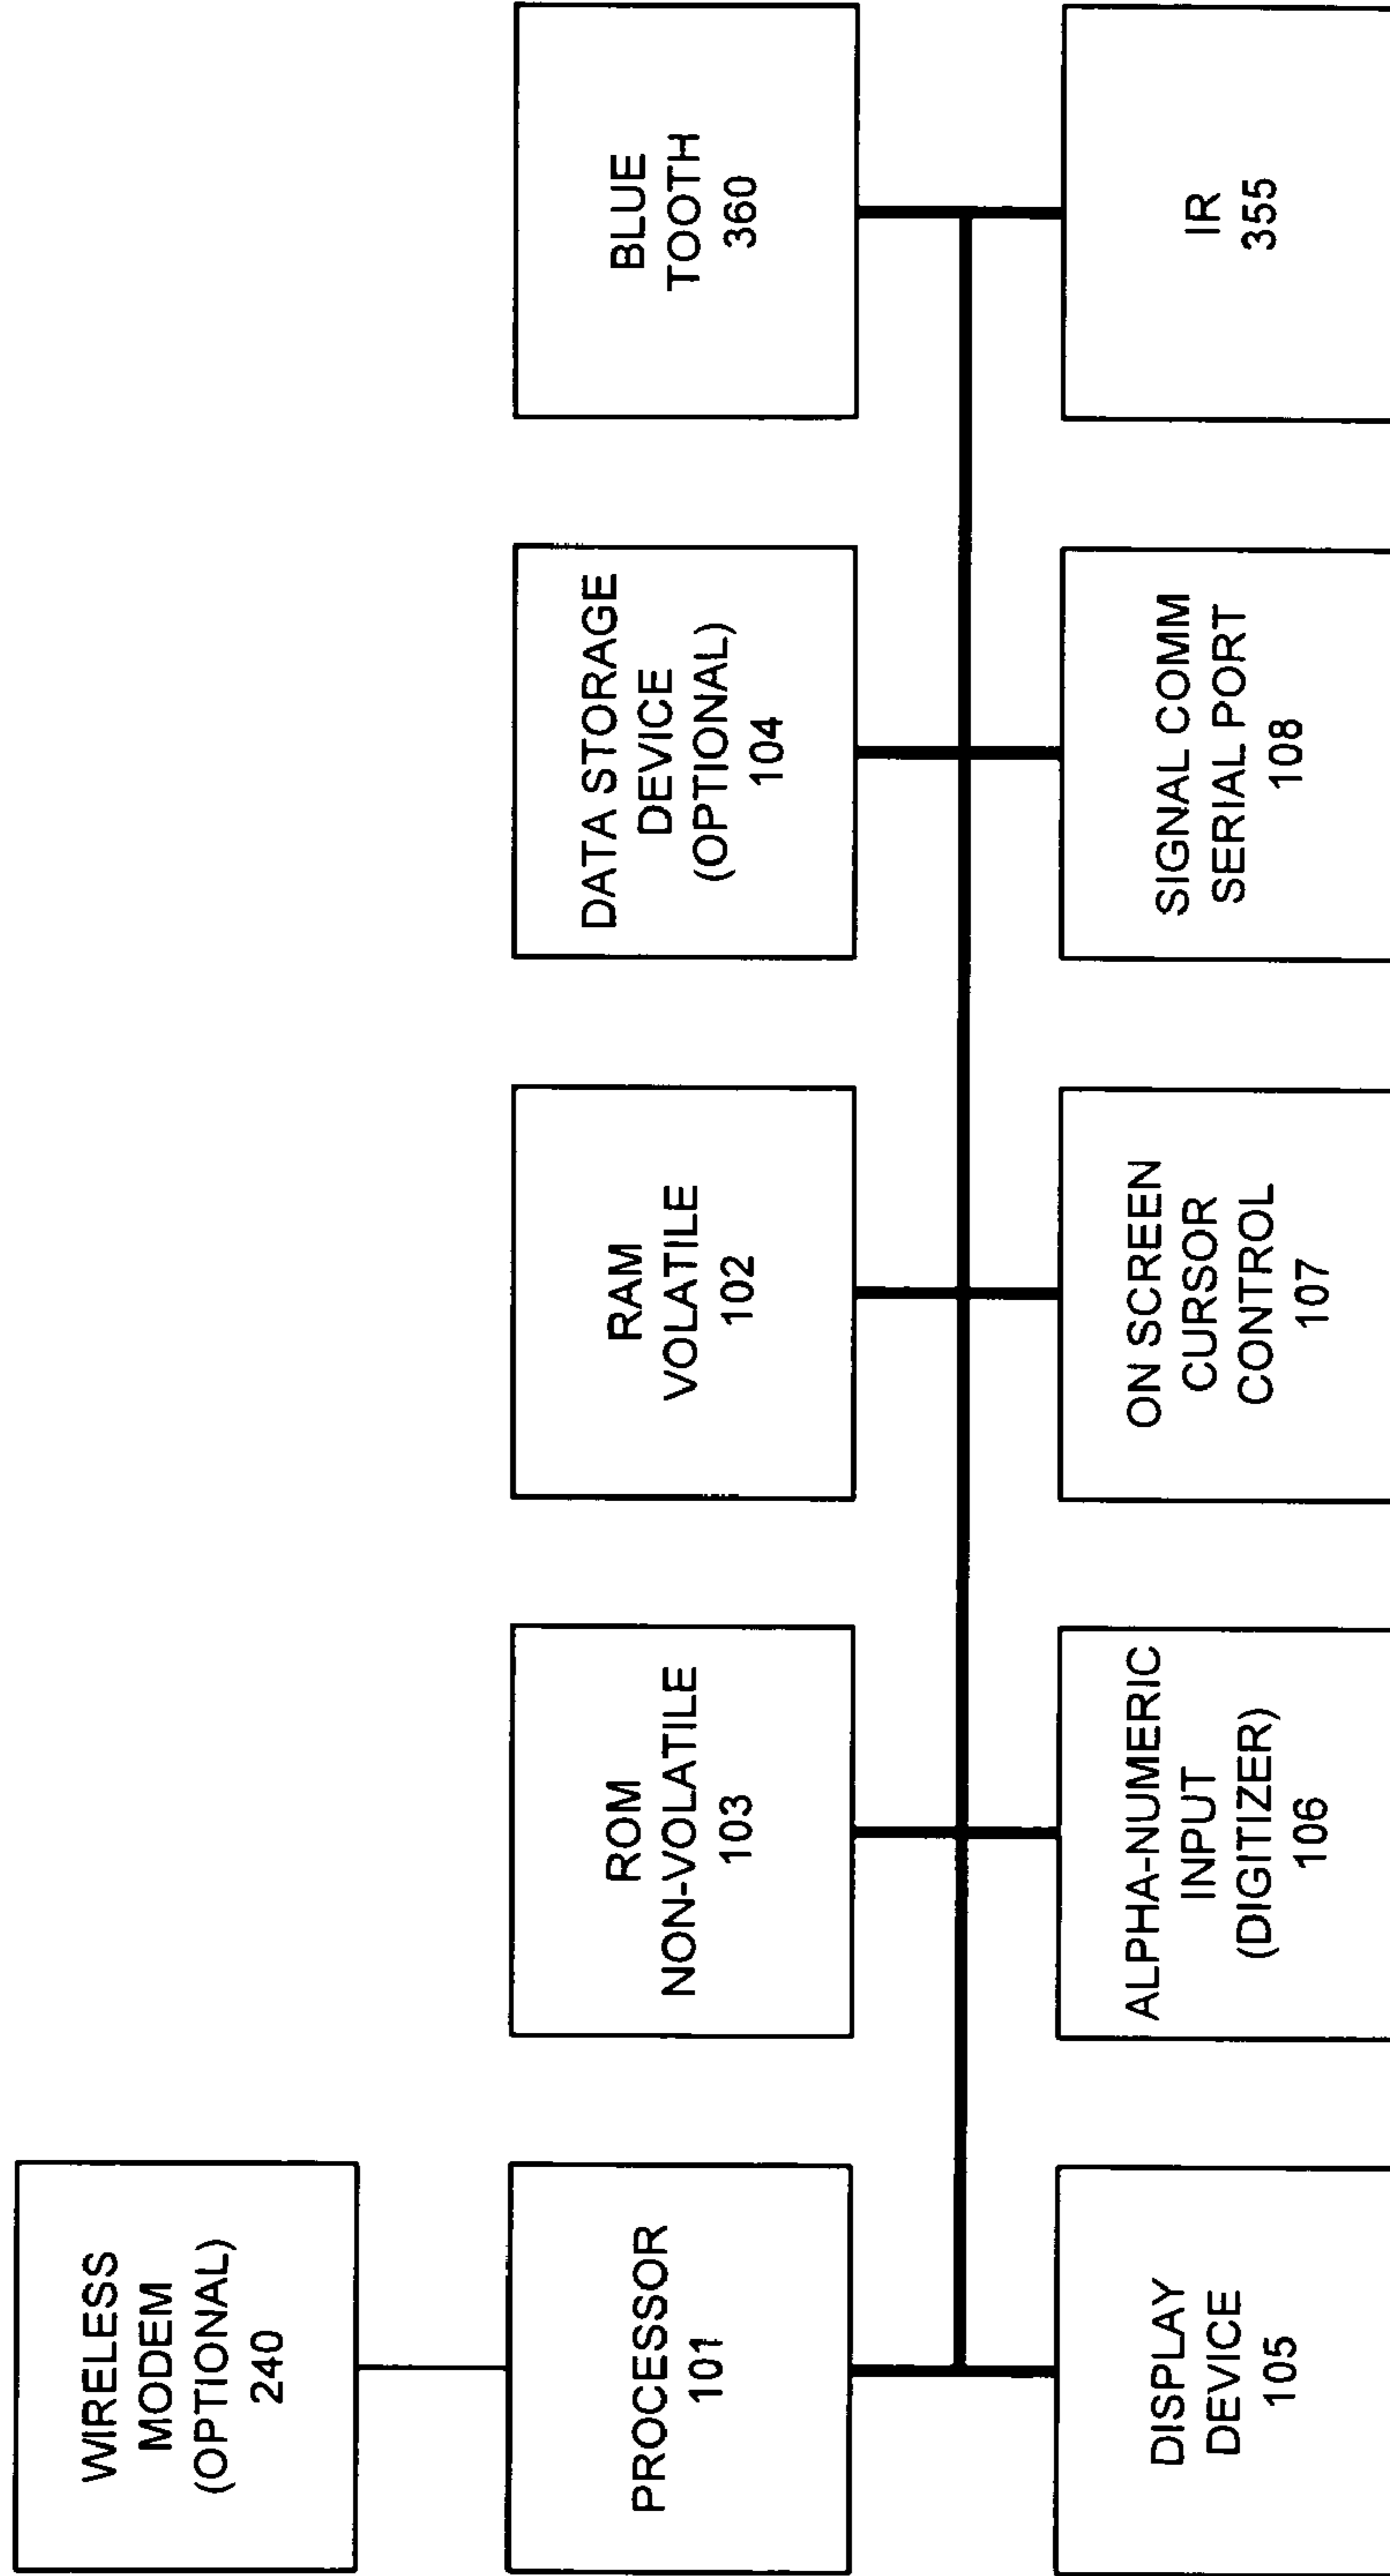 WIRELESS
MODEM
(OPTIONAL)
240
PROCESSOR
101
ROM
NON-VOLATILE
103
RAM
VOLATILE
102
DATA STORAGE
DEVICE
(OPTIONAL)
104
BLUE
TOOTH
360
DISPLAY
DEVICE
105
ALPHA-NUMERIC
INPUT
(DIGITIZER)
106
ON SCREEN
CURSOR
CONTROL
107
SIGNAL COMM
SERIAL PORT
108
IR
355